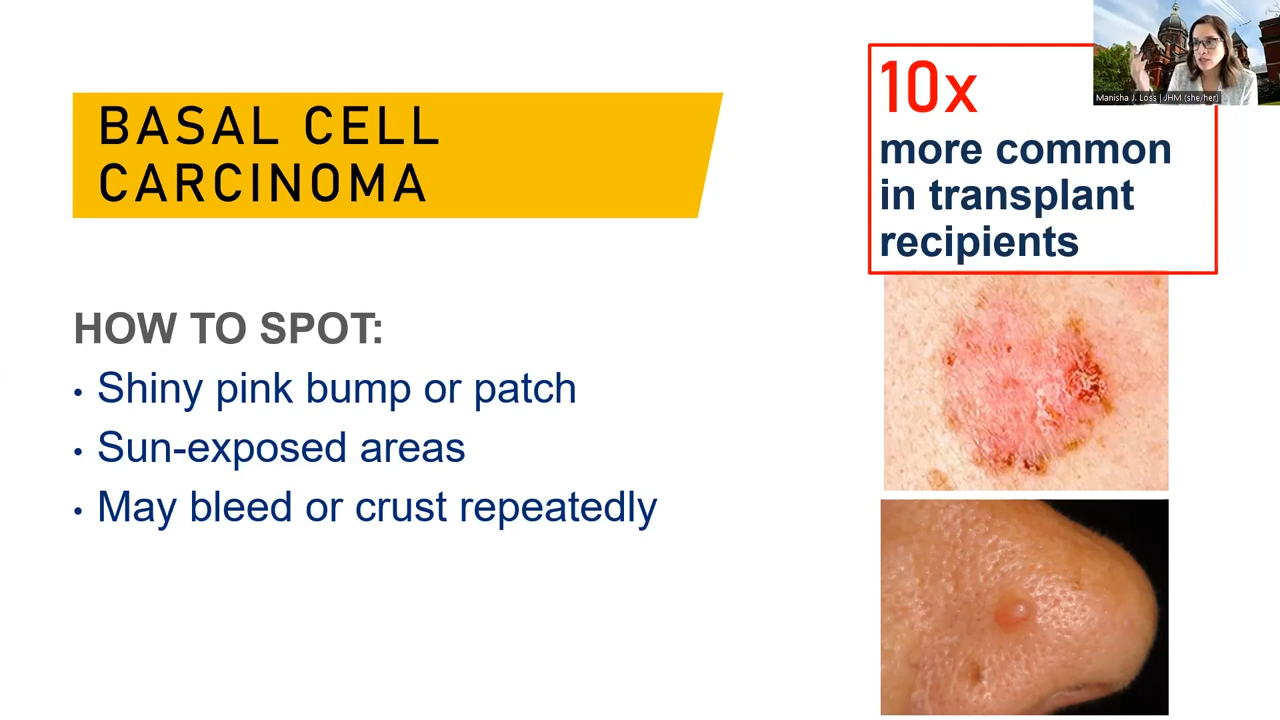 BASAL CELL
CARCINOMA
10x
more common
in transplant
recipients
Manisha J. Loss | JHM (she/her)
HOW TO SPOT:
• Shiny pink bump or patch
• Sun-exposed areas
• May bleed or crust repeatedly